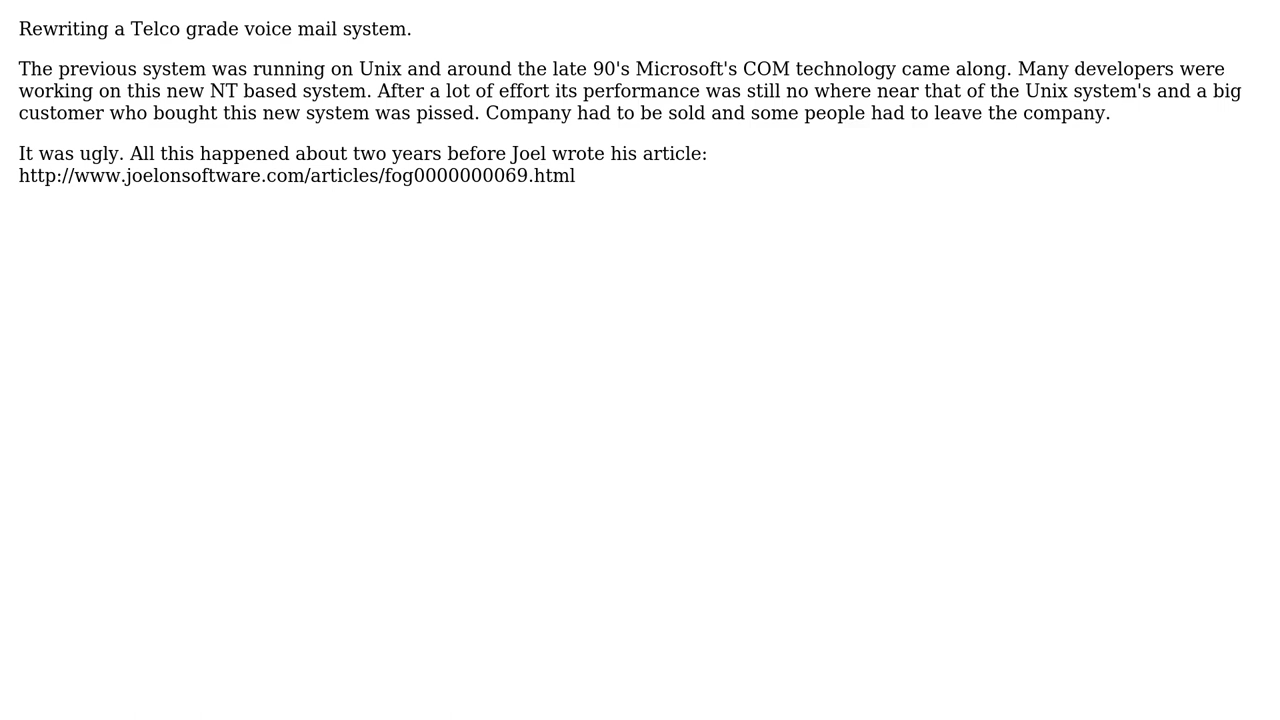 Rewriting a Telco grade voice mail system.
The previous system was running on Unix and around the late 90's Microsoft's COM technology came along. Many developers were
working on this new NT based system. After a lot of effort its performance was still no where near that of the Unix system's and a big
customer who bought this new system was pissed. Company had to be sold and some people had to leave the company.
It was ugly. All this happened about two years before Joel wrote his article:
http://www.joelonsoftware.com/articles/fog0000000069.html